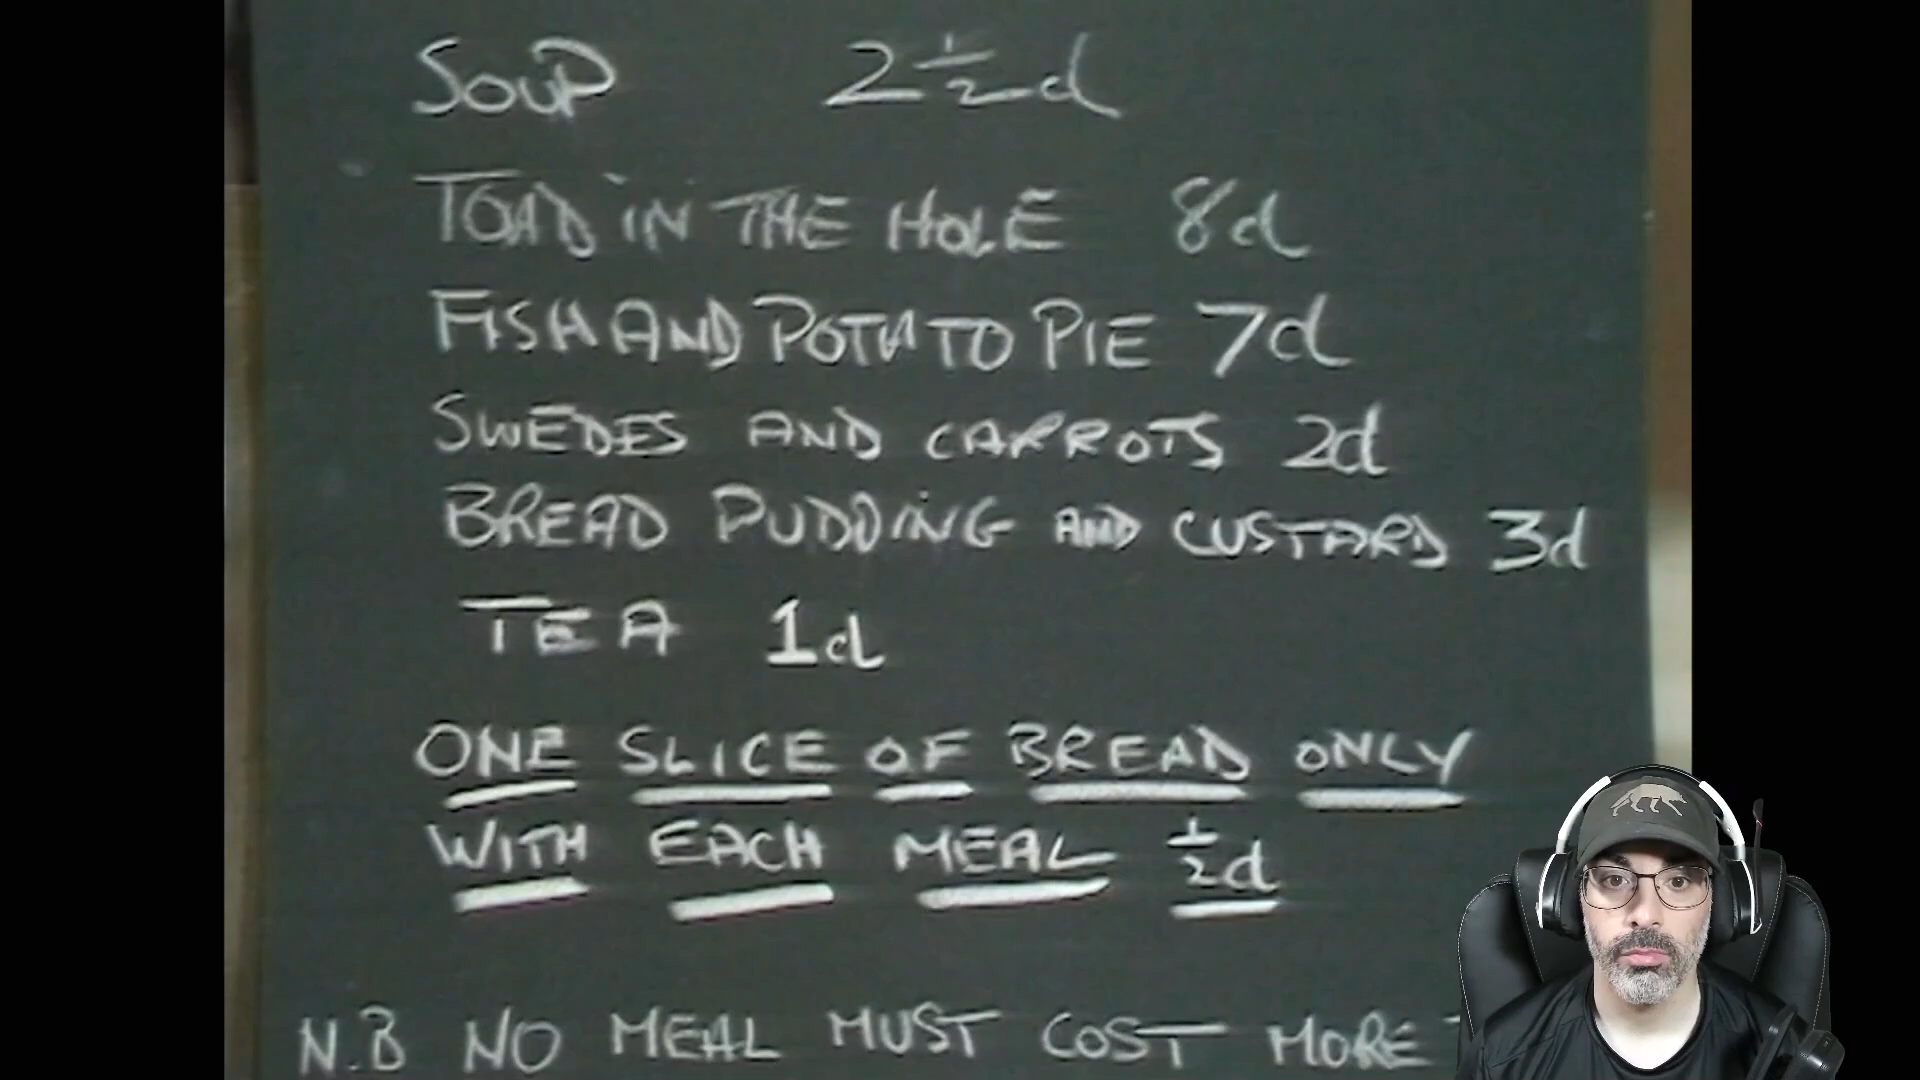 SOUP 2½d
TOAD IN THE HOLE 8d
FISH AND POTATO PIE 7d
SWEDES AND CARROTS 2d
BREAD PUDDING AND CUSTARD 3d
TEA 1d
ONE SLICE OF BREAD ONLY
WITH EACH MEAL ½d
N.B NO MEAL MUST COST MORE